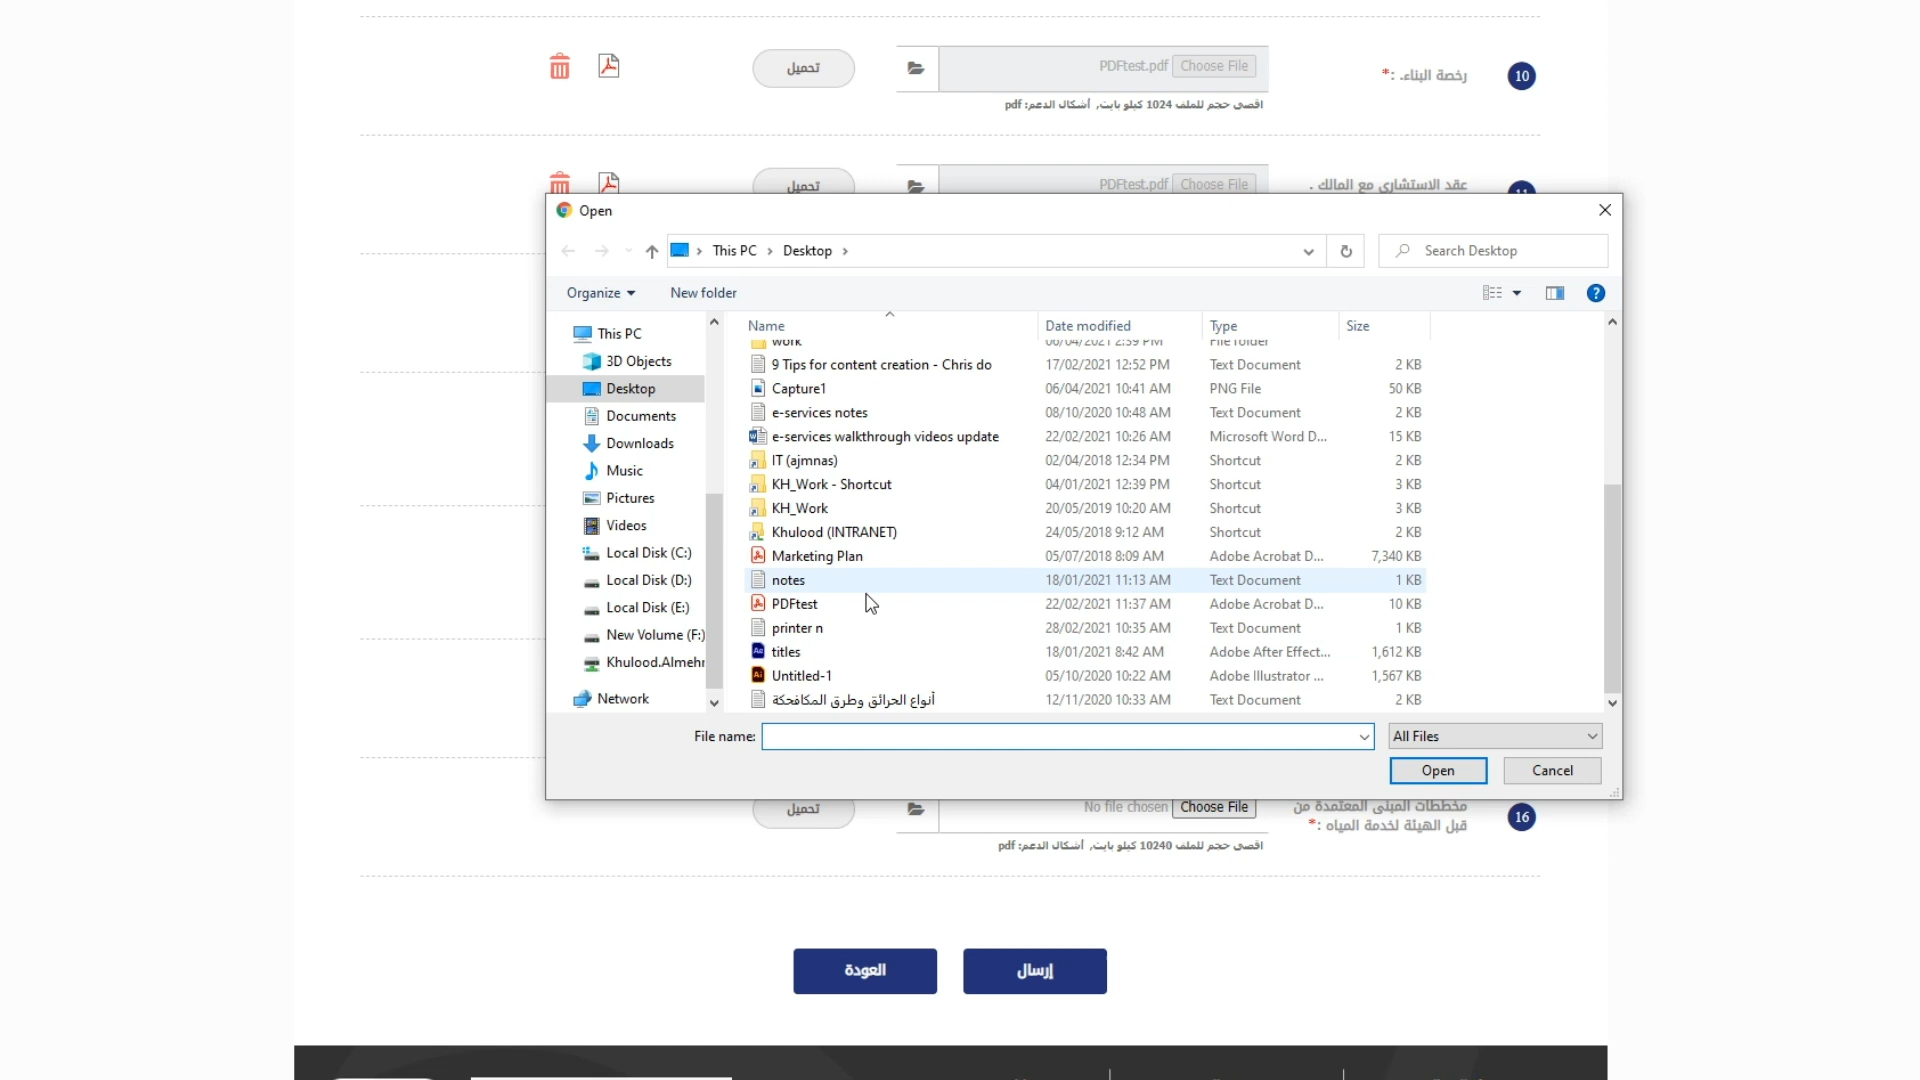 10
رخصة البناء. :*
Choose File
PDFtest.pdf
تحميل
اقصى حجم للملف 1024 كيلو بايت, أشكال الدعم: pdf
11
عقد الاستشاري مع المالك .
Choose File
PDFtest.pdf
تحميل
Open
This PC > Desktop >
Search Desktop
Organize
New folder
This PC
3D Objects
Desktop
Documents
Downloads
Music
Pictures
Videos
Local Disk (C:)
Local Disk (D:)
Local Disk (E:)
New Volume (F:)
Khulood.Almehr
Network
Name Date modified Type Size
work 06/04/2021 2:39 PM File folder
9 Tips for content creation - Chris do 17/02/2021 12:52 PM Text Document 2 KB
Capture1 06/04/2021 10:41 AM PNG File 50 KB
e-services notes 08/10/2020 10:48 AM Text Document 2 KB
e-services walkthrough videos update 22/02/2021 10:26 AM Microsoft Word D... 15 KB
IT (ajmnas) 02/04/2018 12:34 PM Shortcut 2 KB
KH_Work - Shortcut 04/01/2021 12:39 PM Shortcut 3 KB
KH_Work 20/05/2019 10:20 AM Shortcut 3 KB
Khulood (INTRANET) 24/05/2018 9:12 AM Shortcut 2 KB
Marketing Plan 05/07/2018 8:09 AM Adobe Acrobat D... 7,340 KB
notes 18/01/2021 11:13 AM Text Document 1 KB
PDFtest 22/02/2021 11:37 AM Adobe Acrobat D... 10 KB
printer n 28/02/2021 10:35 AM Text Document 1 KB
titles 18/01/2021 8:42 AM Adobe After Effect... 1,612 KB
Untitled-1 05/10/2020 10:22 AM Adobe Illustrator ... 1,567 KB
أنواع الحرائق وطرق المكافحكة 12/11/2020 10:33 AM Text Document 2 KB
File name:
All Files
Open
Cancel
16
مخططات المبنى المعتمدة من
قبل الهيئة لخدمة المياه :*
Choose File
No file chosen
تحميل
اقصى حجم للملف 10240 كيلو بايت, أشكال الدعم: pdf
إرسال
العودة